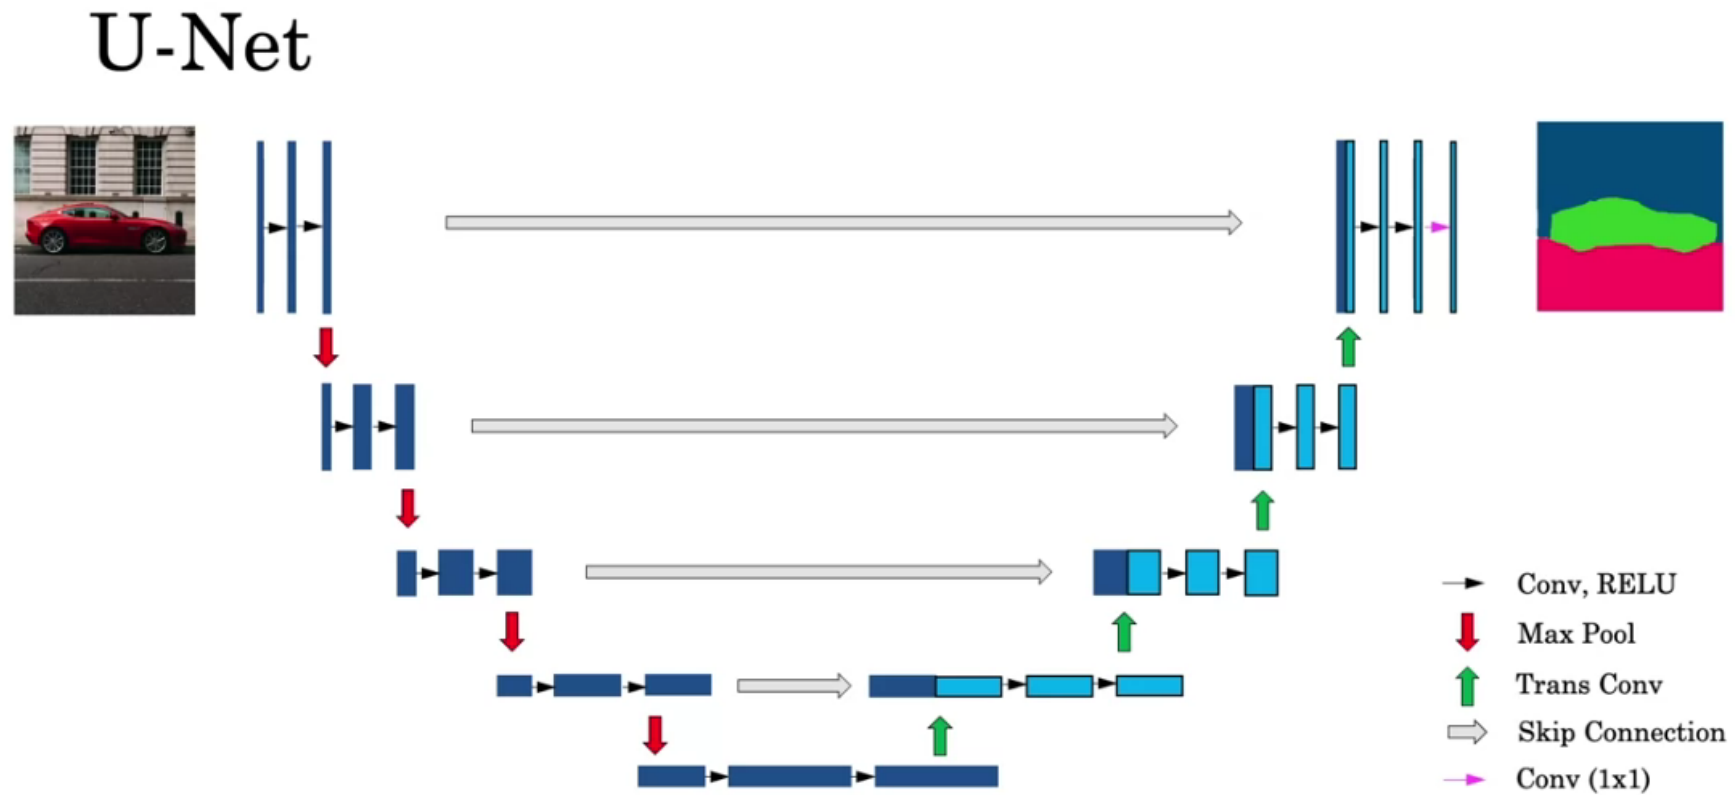 U-Net
Conv, RELU
Max Pool
Trans Conv
Skip Connection
Conv (1x1)